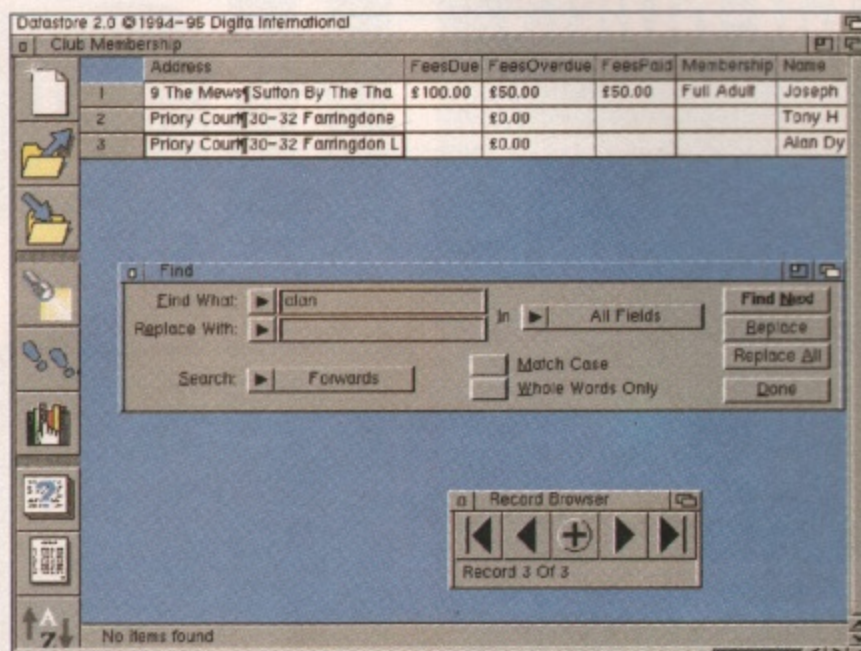 Datastore 2.0 ©1994-95 Digita International
Club Membership
Address FeesDue FeesOverdue FeesPaid Membership Name
1 9 The Mews¶Sutton By The Tha £100.00 £50.00 £50.00 Full Adult Joseph
2 Priory Court¶30-32 Farringdone £0.00 Tony H
3 Priory Court¶30-32 Farringdon L £0.00 Alan Dy
Find
Find What: alan In All Fields Find Next
Replace With: Replace
Search: Forwards Match Case Replace All
Whole Words Only Done
Record Browser
Record 3 Of 3
A
Z
No items found